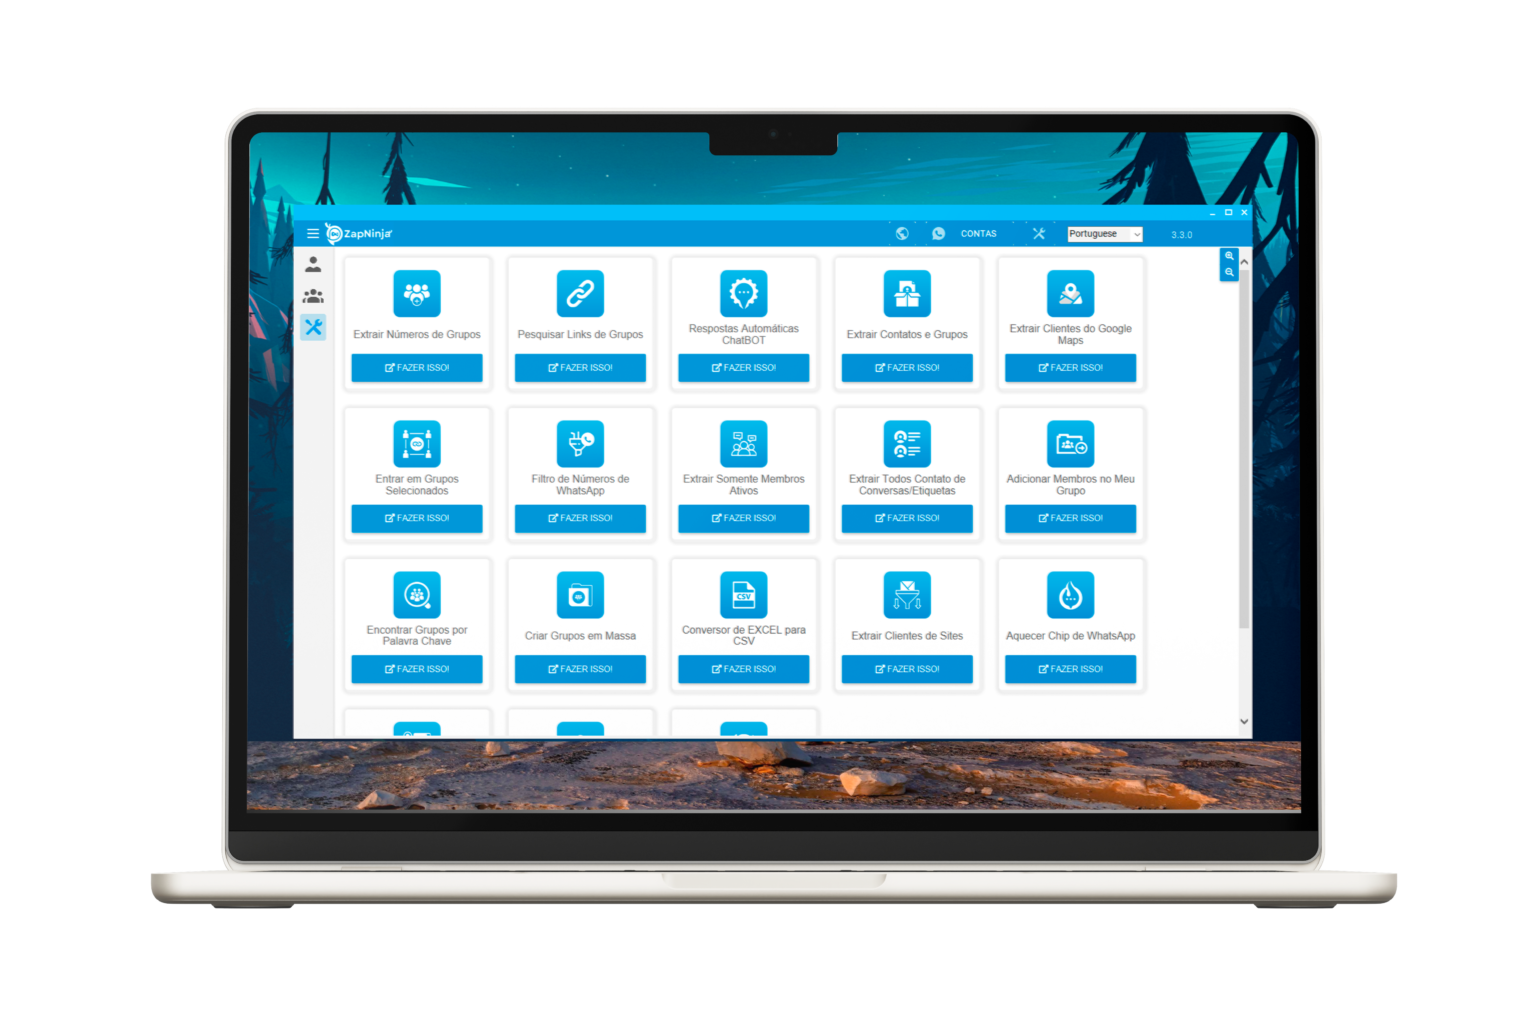 ZapNinja
CONTAS
Portuguese
3.3.0
Extrair Números de Grupos
FAZER ISSO!
Pesquisar Links de Grupos
FAZER ISSO!
Respostas Automáticas
ChatBOT
FAZER ISSO!
Extrair Contatos e Grupos
FAZER ISSO!
Extrair Clientes do Google
Maps
FAZER ISSO!
Entrar em Grupos
Selecionados
FAZER ISSO!
Filtro de Números de
WhatsApp
FAZER ISSO!
Extrair Somente Membros
Ativos
FAZER ISSO!
Extrair Todos Contato de
Conversas/Etiquetas
FAZER ISSO!
Adicionar Membros no Meu
Grupo
FAZER ISSO!
Encontrar Grupos por
Palavra Chave
FAZER ISSO!
Criar Grupos em Massa
FAZER ISSO!
CSV
Conversor de EXCEL para
CSV
FAZER ISSO!
Extrair Clientes de Sites
FAZER ISSO!
Aquecer Chip de WhatsApp
FAZER ISSO!